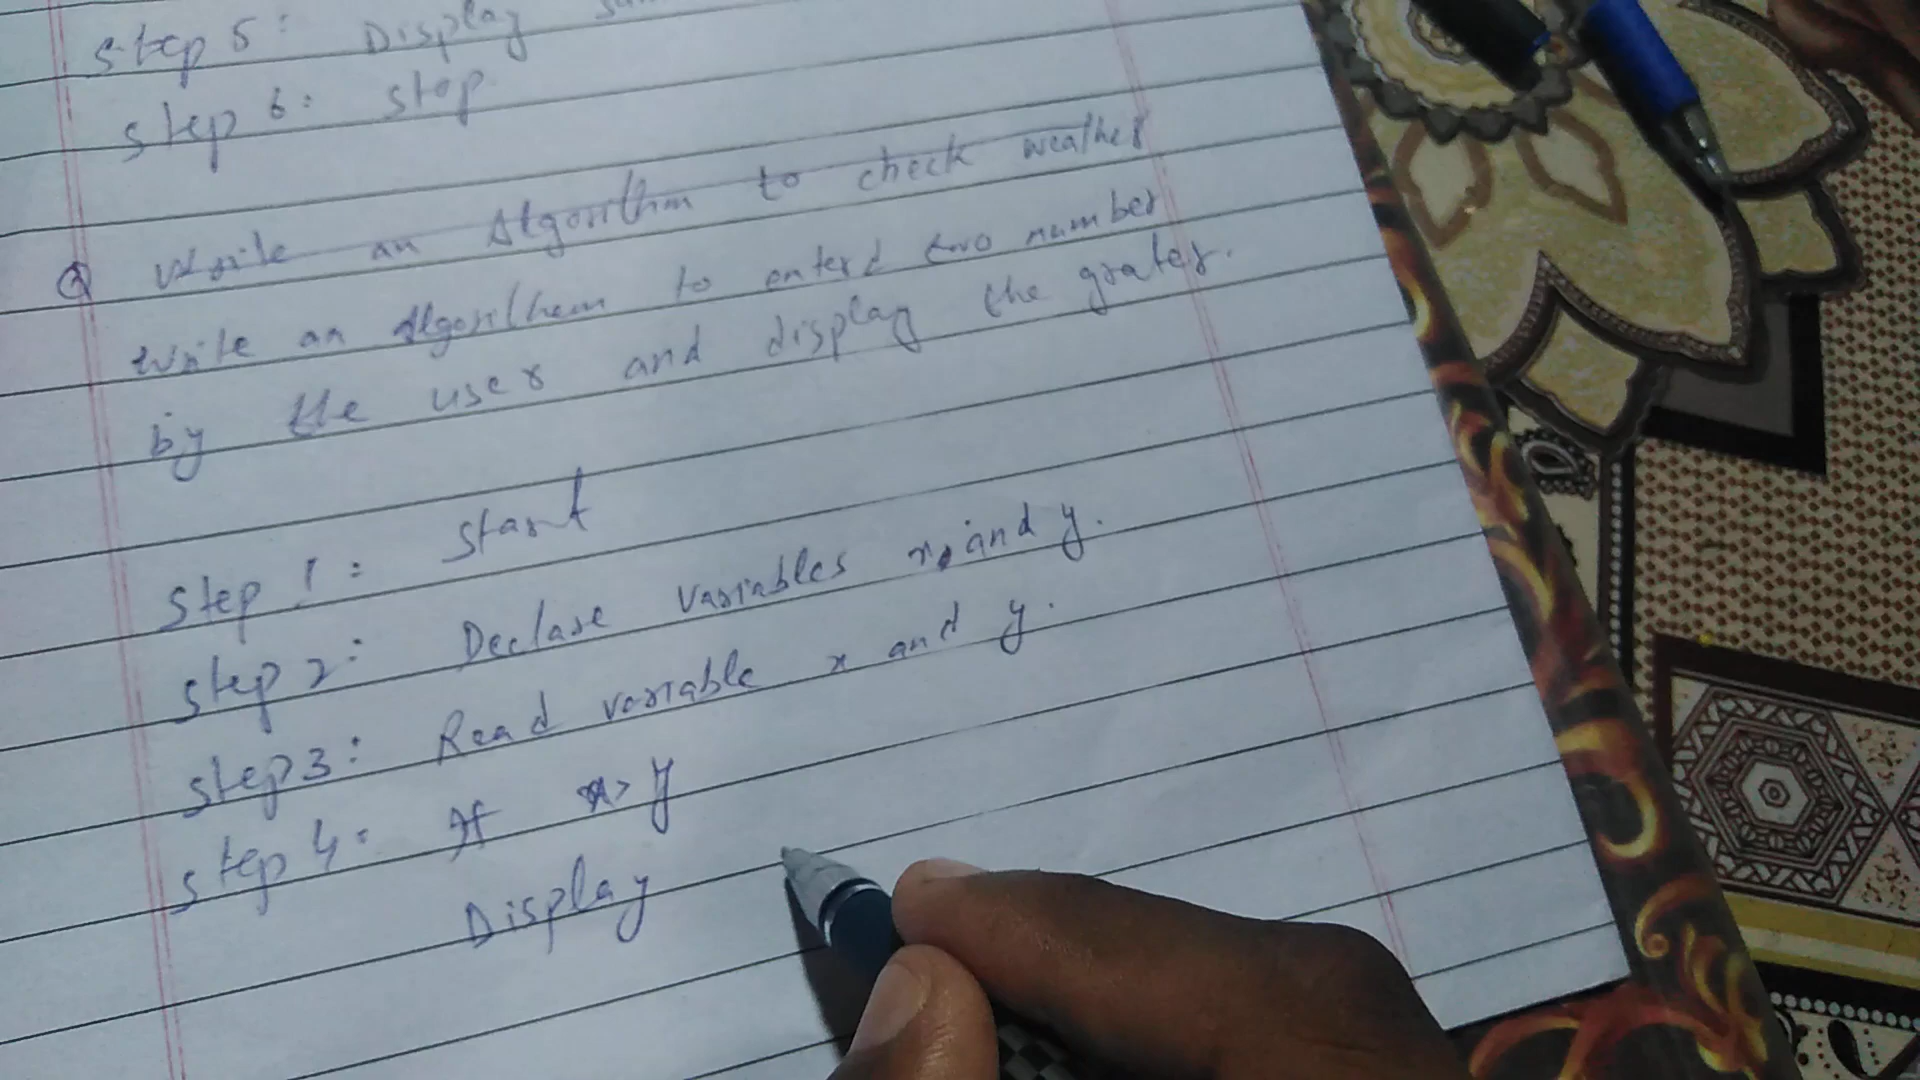 Step 5: Display
Step 6: stop.
Q Write an Algorithm to check weather
Write an Algorithem to enterd two number
by the user and display the grater.
Step 1: Start
Step 2: Declare variables x, and y.
Step 3: Read variable x and y.
Step 4: If x > y
Display